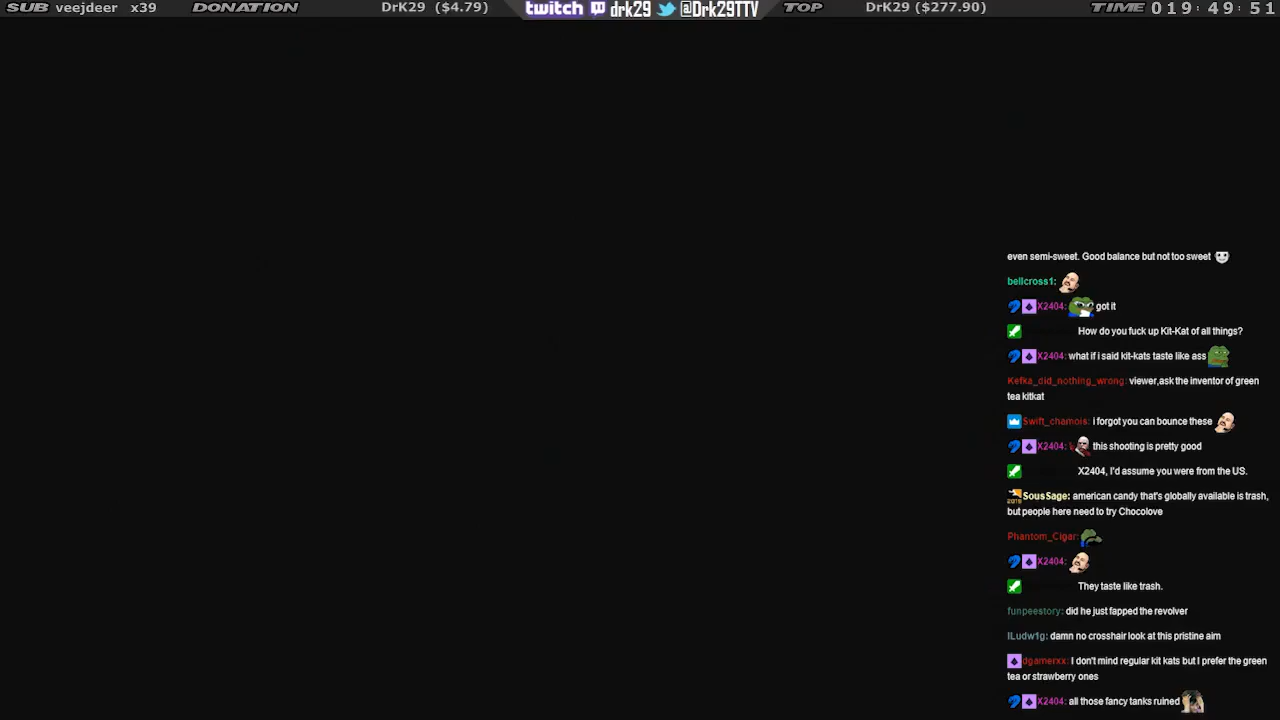 SUB veejdeer x39 DONATION DrK29 ($4.79) twitch drk29 @Drk29TTV TOP DrK29 ($277.90) TIME 019:49:51
even semi-sweet. Good balance but not too sweet
bellcross1:
X2404: got it
How do you fuck up Kit-Kat of all things?
X2404: what if i said kit-kats taste like ass
Kefka_did_nothing_wrong: viewer,ask the inventor of green
tea kitkat
Swift_chamois: i forgot you can bounce these
X2404: this shooting is pretty good
X2404, I'd assume you were from the US.
SousSage: american candy that's globally available is trash,
but people here need to try Chocolove
Phantom_Cigar:
X2404:
They taste like trash.
funpeestory: did he just fapped the revolver
ILudw1g: damn no crosshair look at this pristine aim
dgamerxx: I don't mind regular kit kats but I prefer the green
tea or strawberry ones
X2404: all those fancy tanks ruined